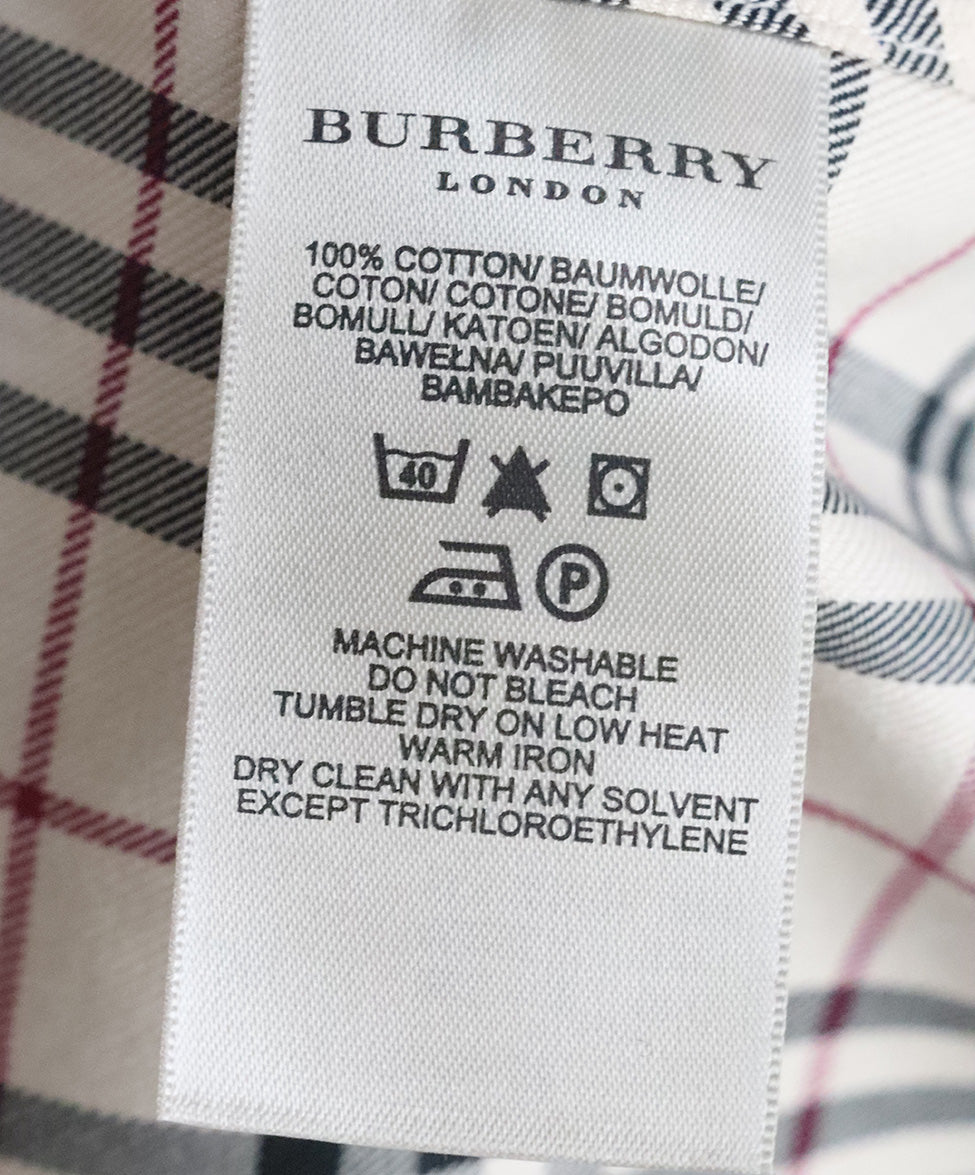 BURBERRY
LONDON
100% COTTON/ BAUMWOLLE/
COTON/ COTONE/ BOMULD/
BOMULL/ KATOEN/ ALGODON/
BAWEŁNA/ PUUVILLA/
BAMBAKEPO
40
P
MACHINE WASHABLE
DO NOT BLEACH
TUMBLE DRY ON LOW HEAT
WARM IRON
DRY CLEAN WITH ANY SOLVENT
EXCEPT TRICHLOROETHYLENE